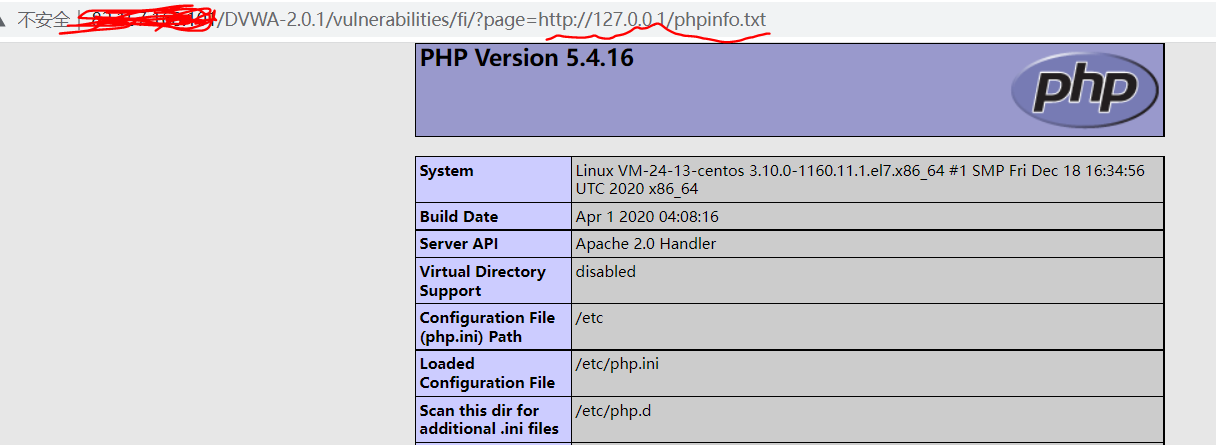 不安全 | /DVWA-2.0.1/vulnerabilities/fi/?page=http://127.0.0.1/phpinfo.txt
PHP Version 5.4.16
php
System Linux VM-24-13-centos 3.10.0-1160.11.1.el7.x86_64 #1 SMP Fri Dec 18 16:34:56
UTC 2020 x86_64
Build Date Apr 1 2020 04:08:16
Server API Apache 2.0 Handler
Virtual Directory disabled
Support
Configuration File /etc
(php.ini) Path
Loaded /etc/php.ini
Configuration File
Scan this dir for /etc/php.d
additional .ini files